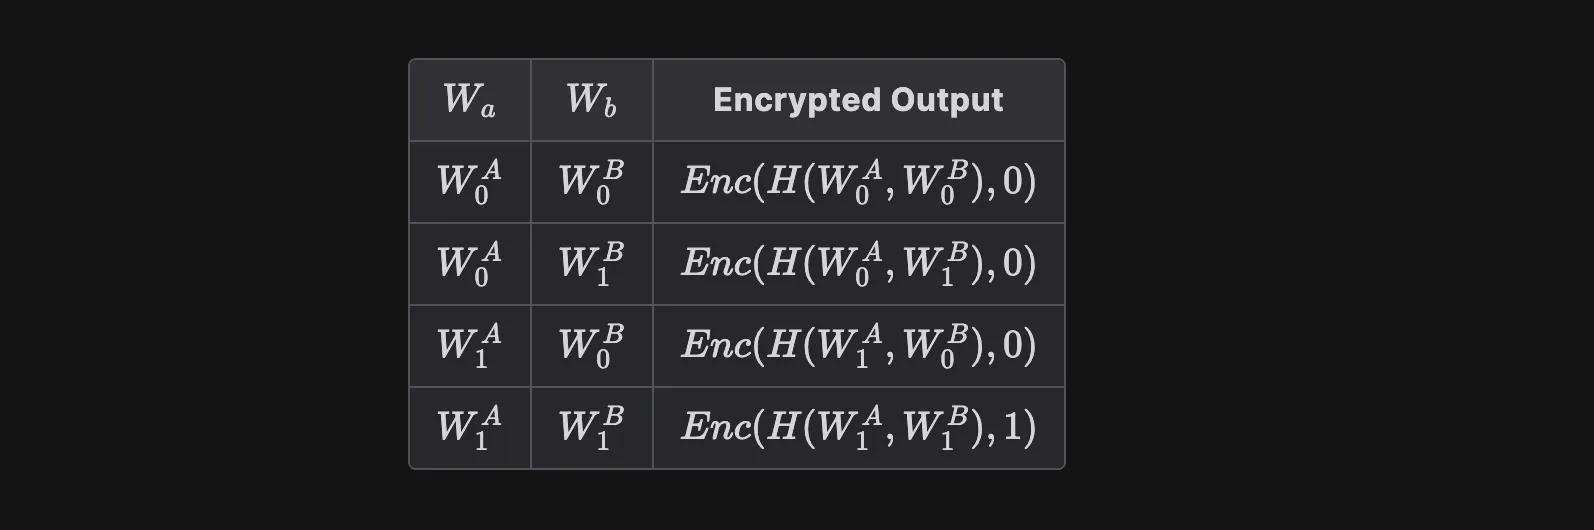 W_a W_b Encrypted Output
W_0^A W_0^B Enc(H(W_0^A, W_0^B), 0)
W_0^A W_1^B Enc(H(W_0^A, W_1^B), 0)
W_1^A W_0^B Enc(H(W_1^A, W_0^B), 0)
W_1^A W_1^B Enc(H(W_1^A, W_1^B), 1)